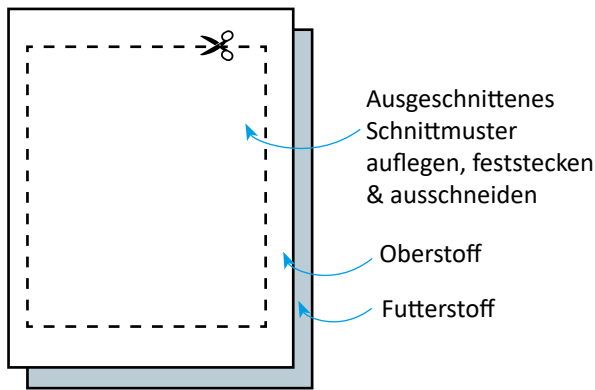 Ausgeschnittenes
Schnittmuster
auflegen, feststecken
& ausschneiden
Oberstoff
Futterstoff